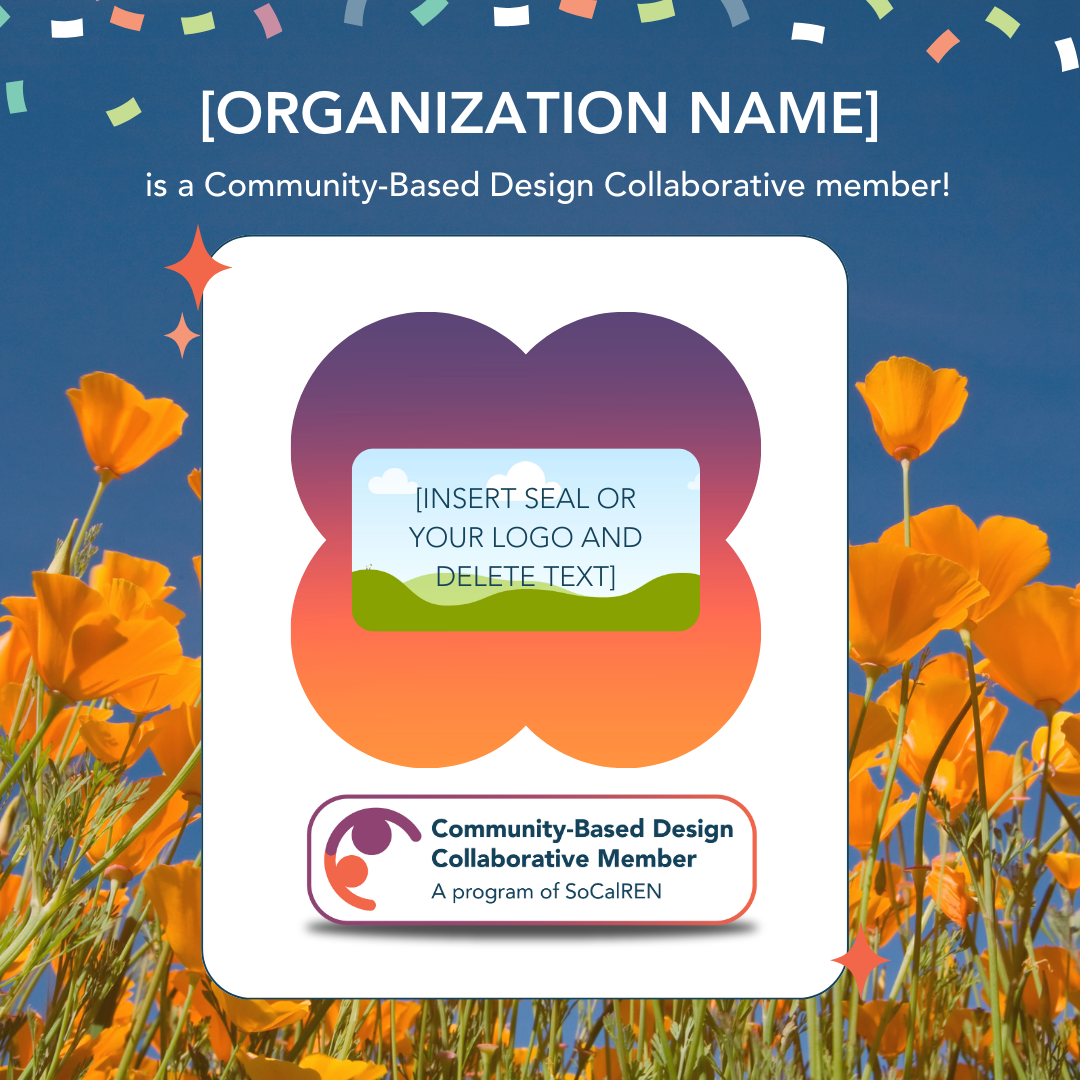 [ORGANIZATION NAME]
is a Community-Based Design Collaborative member!
[INSERT SEAL OR
YOUR LOGO AND
DELETE TEXT]
Community-Based Design
Collaborative Member
A program of SoCalREN